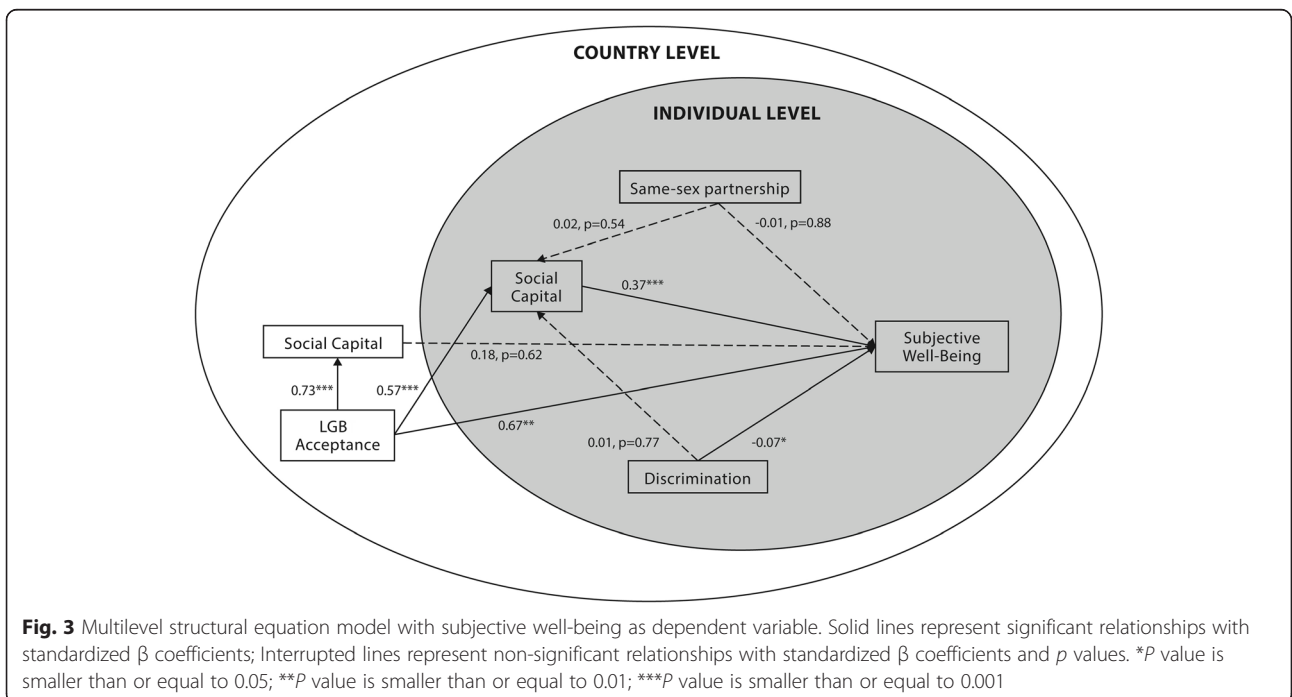 COUNTRY LEVEL
INDIVIDUAL LEVEL
Same-sex partnership
0.02, p=0.54
-0.01, p=0.88
Social
Capital
0.37***
Social Capital
0.18, p=0.62
Subjective
Well-Being
0.73***
0.57***
LGB
Acceptance
0.67**
0.01, p=0.77
-0.07*
Discrimination
Fig. 3 Multilevel structural equation model with subjective well-being as dependent variable. Solid lines represent significant relationships with
standardized β coefficients; Interrupted lines represent non-significant relationships with standardized β coefficients and p values. *P value is
smaller than or equal to 0.05; **P value is smaller than or equal to 0.01; ***P value is smaller than or equal to 0.001